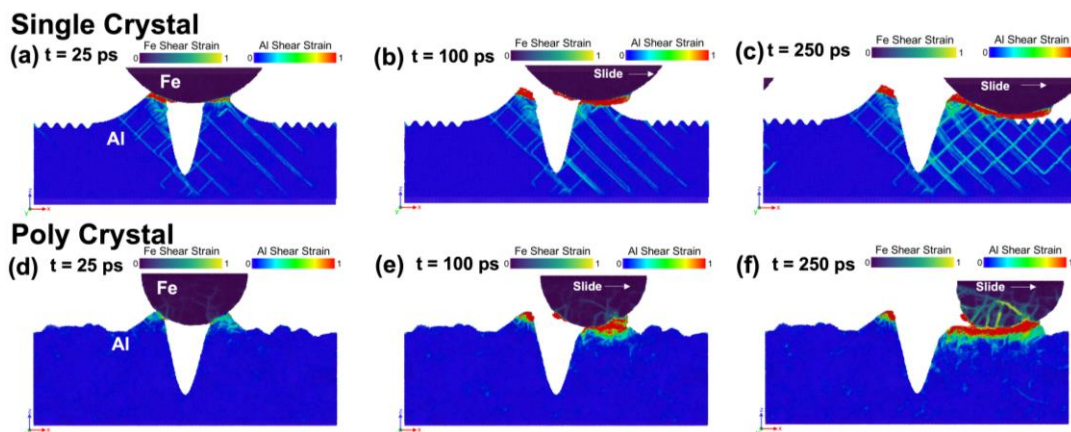 Single Crystal
(a) t = 25 ps
Fe Shear Strain
0 1
Al Shear Strain
0 1
Fe
Al
(b) t = 100 ps
Fe Shear Strain
0 1
Al Shear Strain
0 1
Slide
(c) t = 250 ps
Fe Shear Strain
0 1
Al Shear Strain
0 1
Slide
Poly Crystal
(d) t = 25 ps
Fe Shear Strain
0 1
Al Shear Strain
0 1
Fe
Al
(e) t = 100 ps
Fe Shear Strain
0 1
Al Shear Strain
0 1
Slide
(f) t = 250 ps
Fe Shear Strain
0 1
Al Shear Strain
0 1
Slide